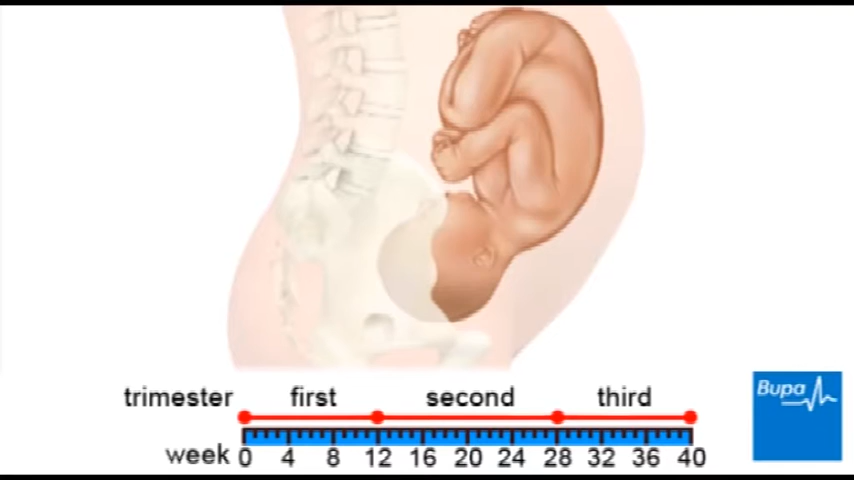 trimester first second third
week 0 4 8 12 16 20 24 28 32 36 40
Bupa